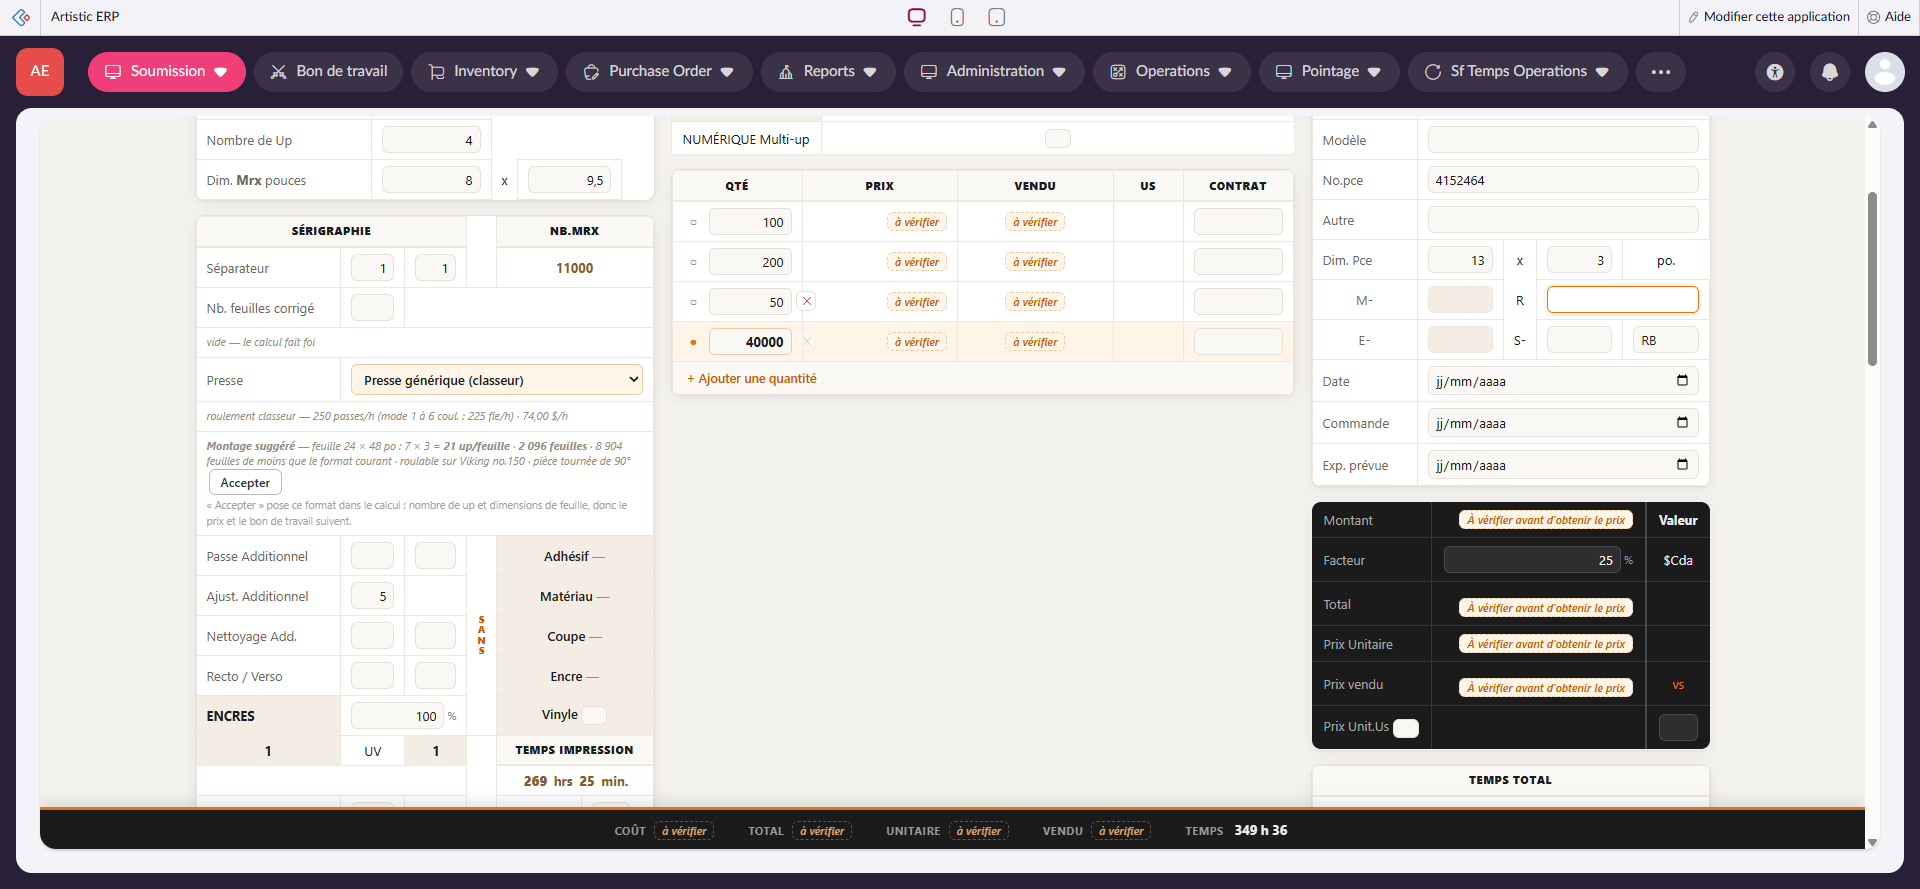 Artistic ERP
Modifier cette application
Aide
AE
Soumission
Bon de travail
Inventory
Purchase Order
Reports
Administration
Operations
Pointage
Sf Temps Operations
Nombre de Up 4
Dim. Mrx pouces 8 x 9,5
SÉRIGRAPHIE NB.MRX
Séparateur 1 1 11000
Nb. feuilles corrigé
vide — le calcul fait foi
Presse Presse générique (classeur)
roulement classeur — 250 passes/h (mode 1 à 6 coul. : 225 fle/h) · 74,00 $/h
Montage suggéré — feuille 24 × 48 po : 7 × 3 = 21 up/feuille · 2 096 feuilles · 8 904
feuilles de moins que le format courant · roulable sur Viking no.150 · pièce tournée de 90°
Accepter
« Accepter » pose ce format dans le calcul : nombre de up et dimensions de feuille, donc le
prix et le bon de travail suivent.
Passe Additionnel Adhésif —
Ajust. Additionnel 5 Matériau —
Nettoyage Add. Coupe —
SANS
Recto / Verso Encre —
ENCRES 100 % Vinyle
1 UV 1 TEMPS IMPRESSION
269 hrs 25 min.
NUMÉRIQUE Multi-up
QTÉ PRIX VENDU US CONTRAT
100 à vérifier à vérifier
200 à vérifier à vérifier
50 à vérifier à vérifier
40000 à vérifier à vérifier
+ Ajouter une quantité
Modèle
No.pce 4152464
Autre
Dim. Pce 13 x 3 po.
M- R
E- S- RB
Date jj/mm/aaaa
Commande jj/mm/aaaa
Exp. prévue jj/mm/aaaa
Montant À vérifier avant d'obtenir le prix Valeur
Facteur 25 % $Cda
Total À vérifier avant d'obtenir le prix
Prix Unitaire À vérifier avant d'obtenir le prix
Prix vendu À vérifier avant d'obtenir le prix vs
Prix Unit.Us
TEMPS TOTAL
COÛT à vérifier TOTAL à vérifier UNITAIRE à vérifier VENDU à vérifier TEMPS 349 h 36